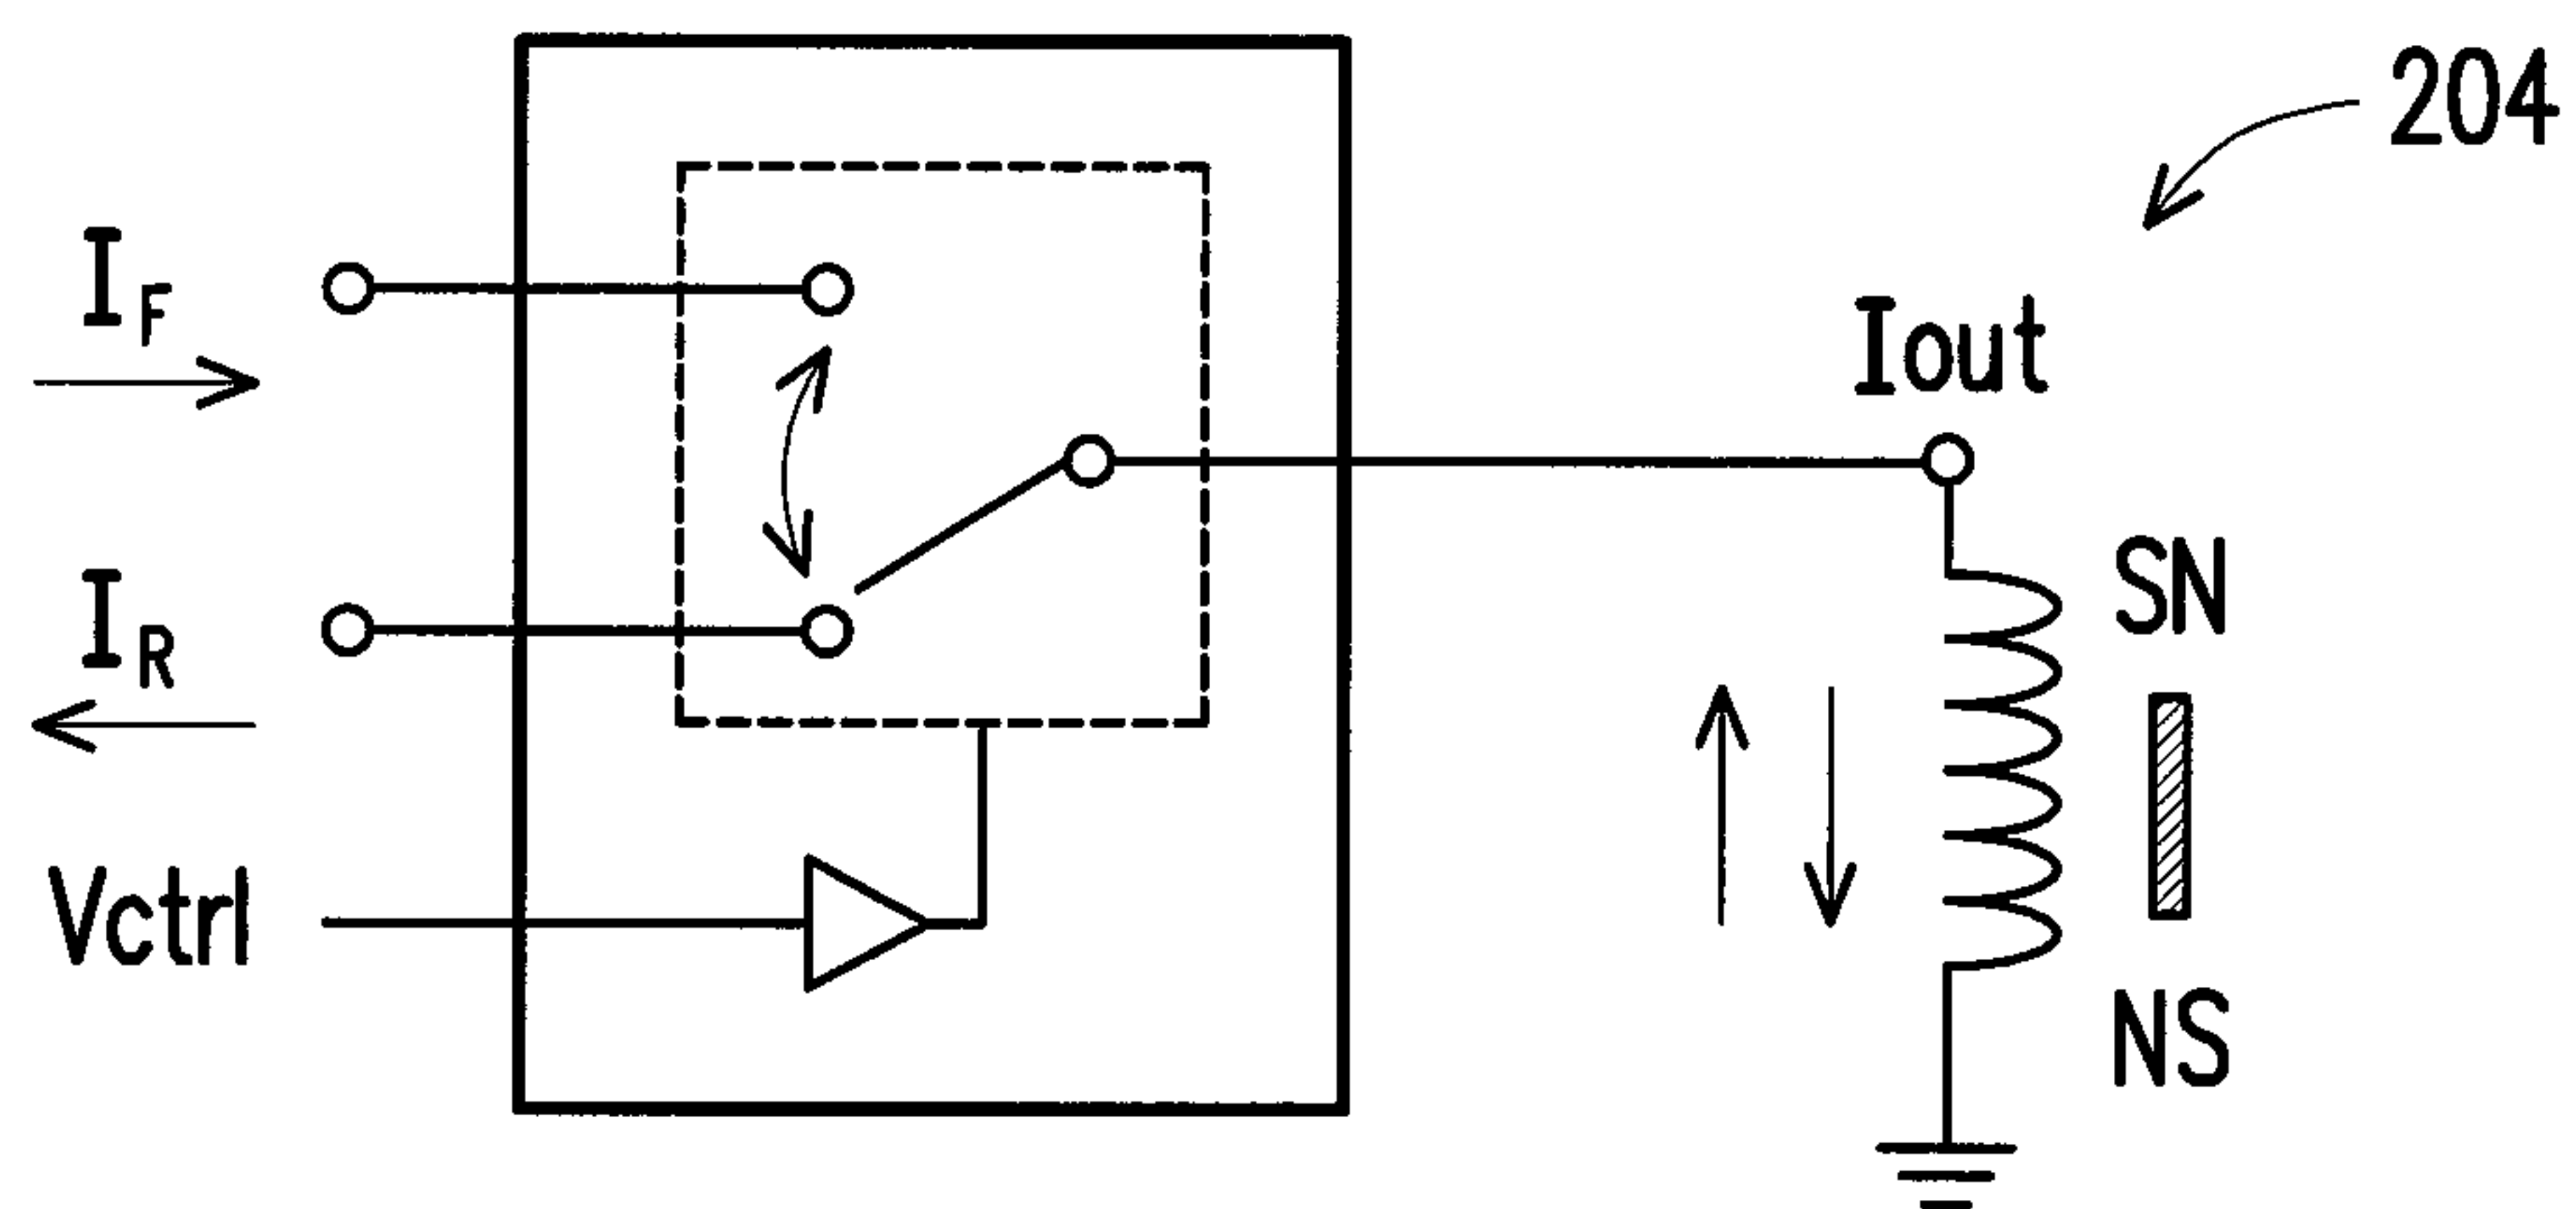 204
I_F
Iout
I_R
SN
Vctrl
NS